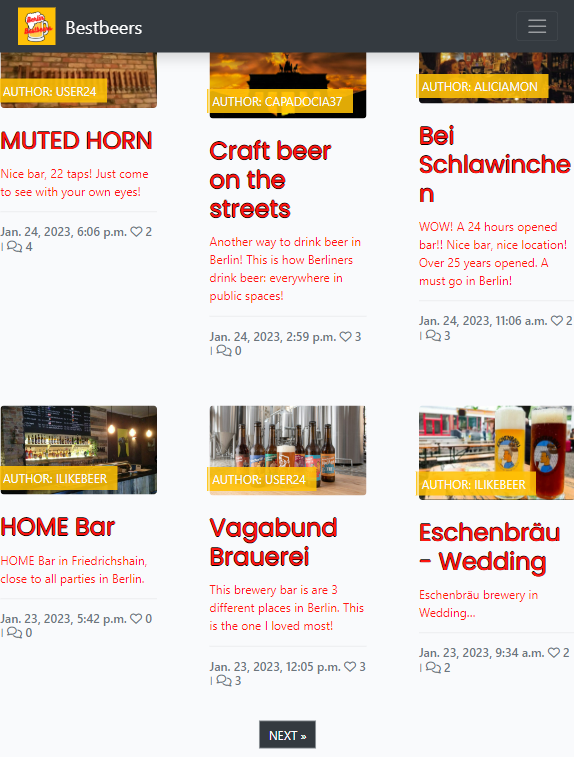 Berlin
Bestbeers
Bestbeers
AUTHOR: USER24
MUTED HORN
Nice bar, 22 taps! Just come
to see with your own eyes!
Jan. 24, 2023, 6:06 p.m. 2
| 4
AUTHOR: CAPADOCIA37
Craft beer
on the
streets
Another way to drink beer in
Berlin! This is how Berliners
drink beer: everywhere in
public spaces!
Jan. 24, 2023, 2:59 p.m. 3
| 0
AUTHOR: ALICIAMON
Bei
Schlawinche
n
WOW! A 24 hours opened
bar!! Nice bar, nice location!
Over 25 years opened. A
must go in Berlin!
Jan. 24, 2023, 11:06 a.m. 2
| 3
AUTHOR: ILIKEBEER
HOME Bar
HOME Bar in Friedrichshain,
close to all parties in Berlin.
Jan. 23, 2023, 5:42 p.m. 0
| 0
AUTHOR: USER24
Vagabund
Brauerei
This brewery bar is are 3
different places in Berlin. This
is the one I loved most!
Jan. 23, 2023, 12:05 p.m. 3
| 3
AUTHOR: ILIKEBEER
Eschenbräu
- Wedding
Eschenbräu brewery in
Wedding...
Jan. 23, 2023, 9:34 a.m. 2
| 2
NEXT »